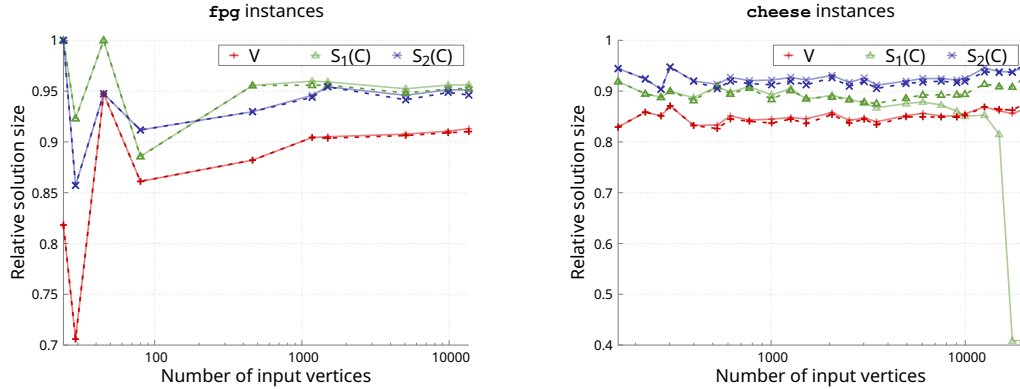 fpg instances
V S₁(C) S₂(C)
Relative solution size
1
0.95
0.9
0.85
0.8
0.75
0.7
100 1000 10000
Number of input vertices
cheese instances
V S₁(C) S₂(C)
Relative solution size
1
0.9
0.8
0.7
0.6
0.5
0.4
1000 10000
Number of input vertices